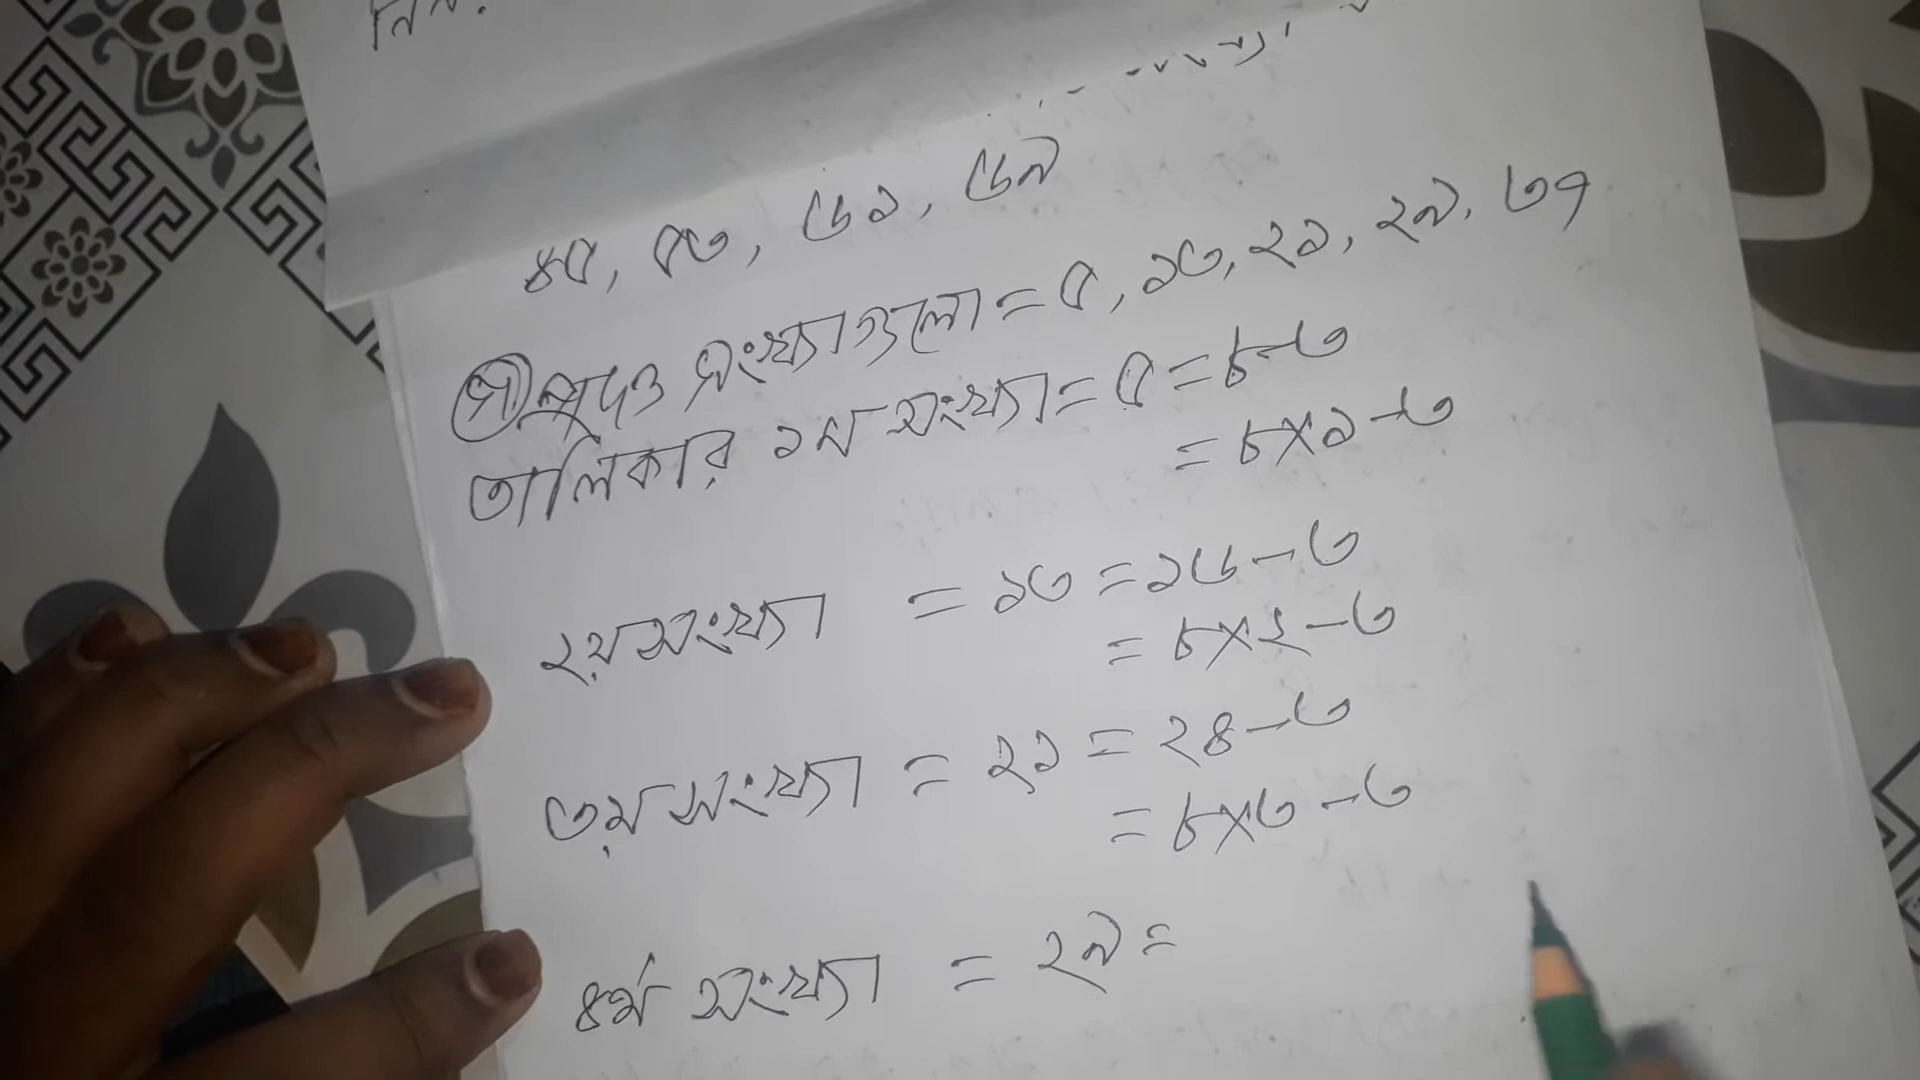 ৪৫, ৫৩, ৬১, ৬৯
গ প্রদত্ত সংখ্যাগুলো = ৫, ১৩, ২১, ২৯, ৩৭
তালিকার ১ম সংখ্যা = ৫ = ৮-৩
= ৮×১-৩
২য় সংখ্যা = ১৩ = ১৬-৩
= ৮×২-৩
৩য় সংখ্যা = ২১ = ২৪-৩
= ৮×৩-৩
৪র্থ সংখ্যা = ২৯ =